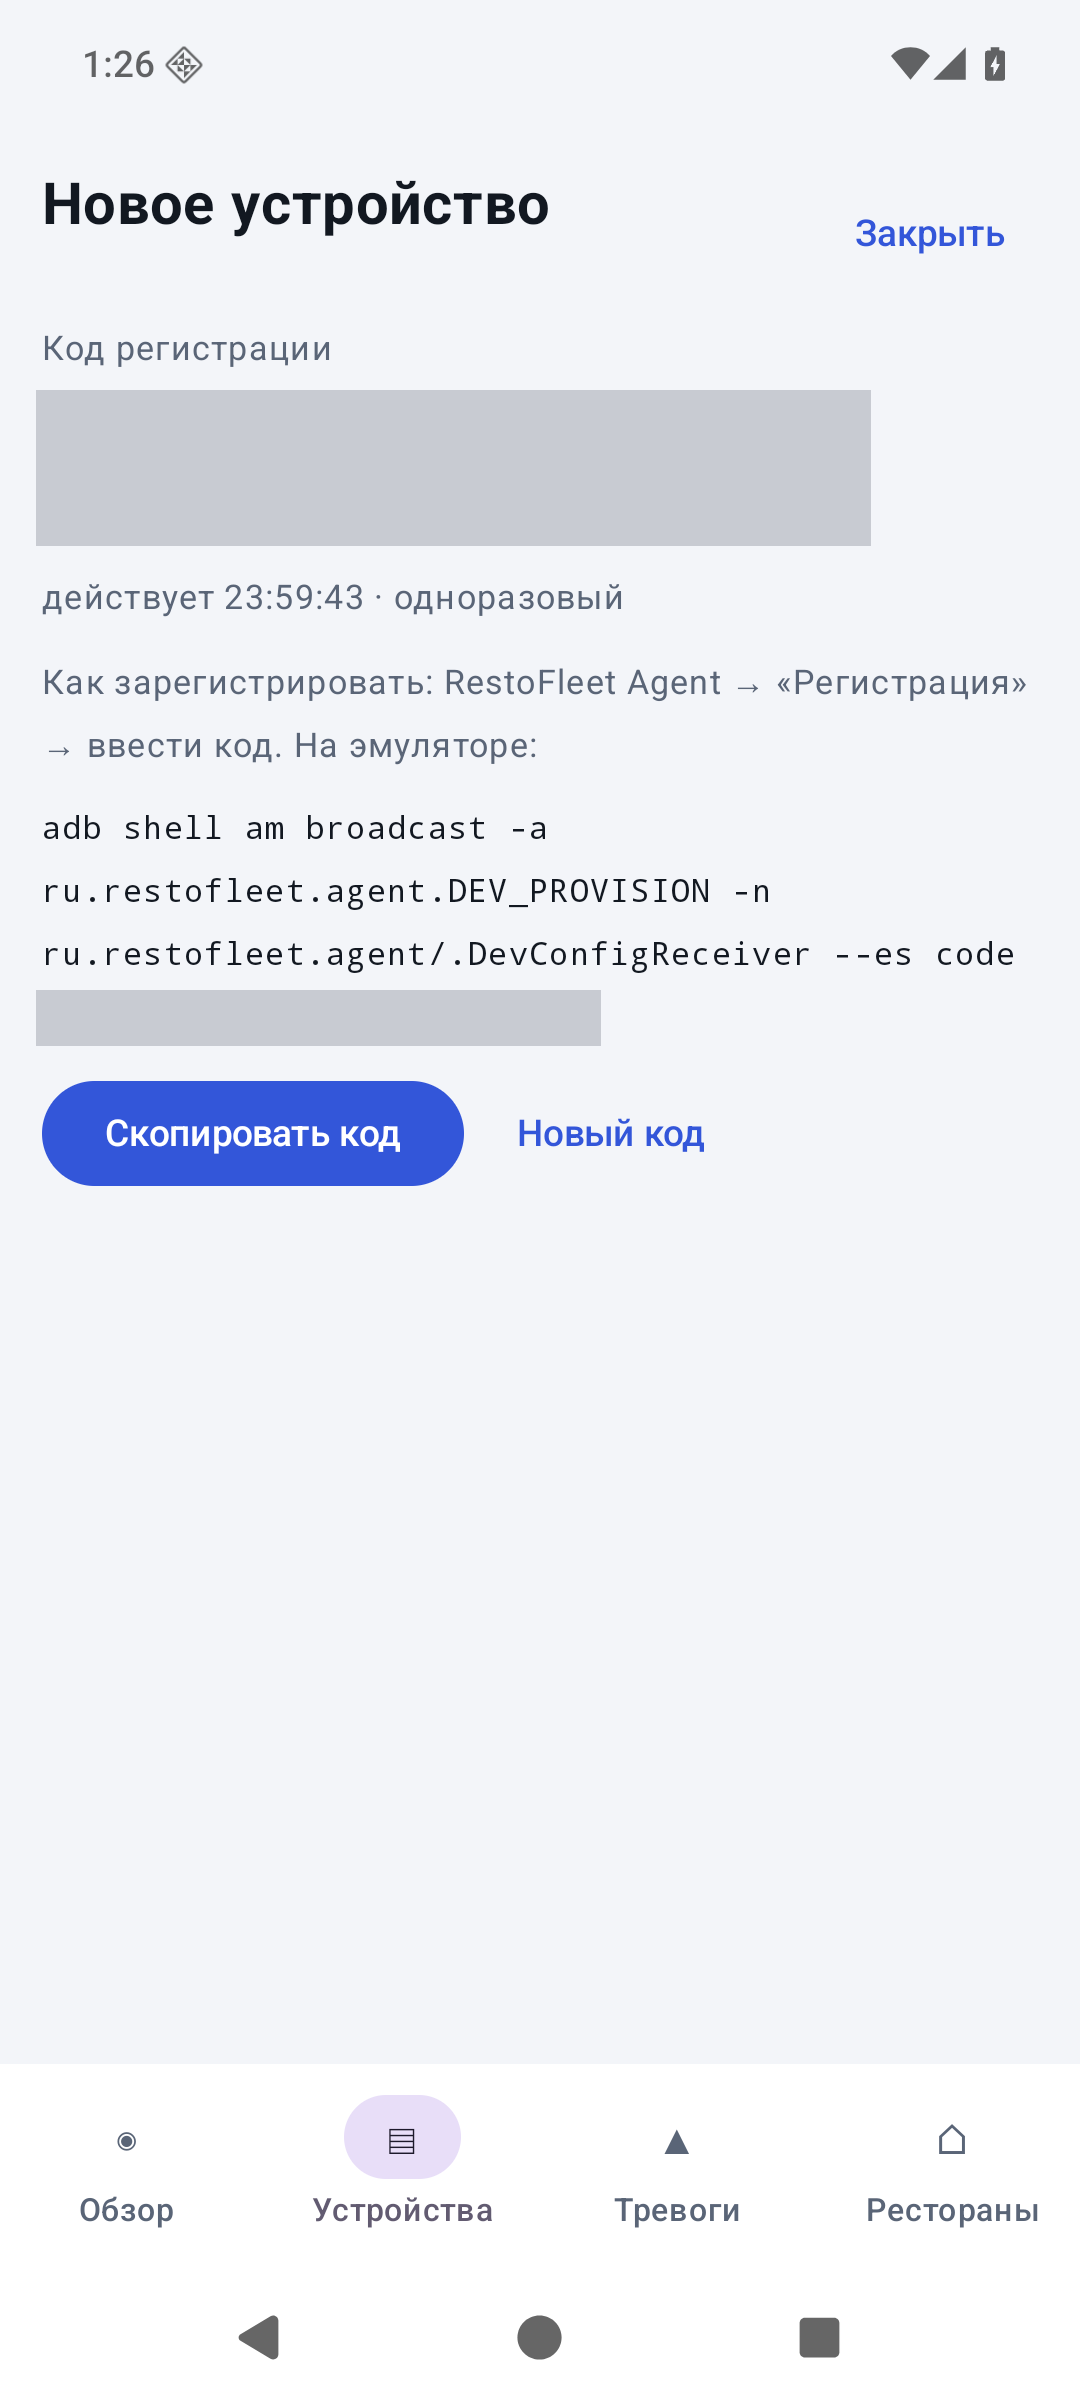 1:26
Новое устройство
Закрыть
Код регистрации
действует 23:59:43 · одноразовый
Как зарегистрировать: RestoFleet Agent → «Регистрация»
→ ввести код. На эмуляторе:
adb shell am broadcast -a
ru.restofleet.agent.DEV_PROVISION -n
ru.restofleet.agent/.DevConfigReceiver --es code
Скопировать код
Новый код
Обзор
Устройства
Тревоги
Рестораны